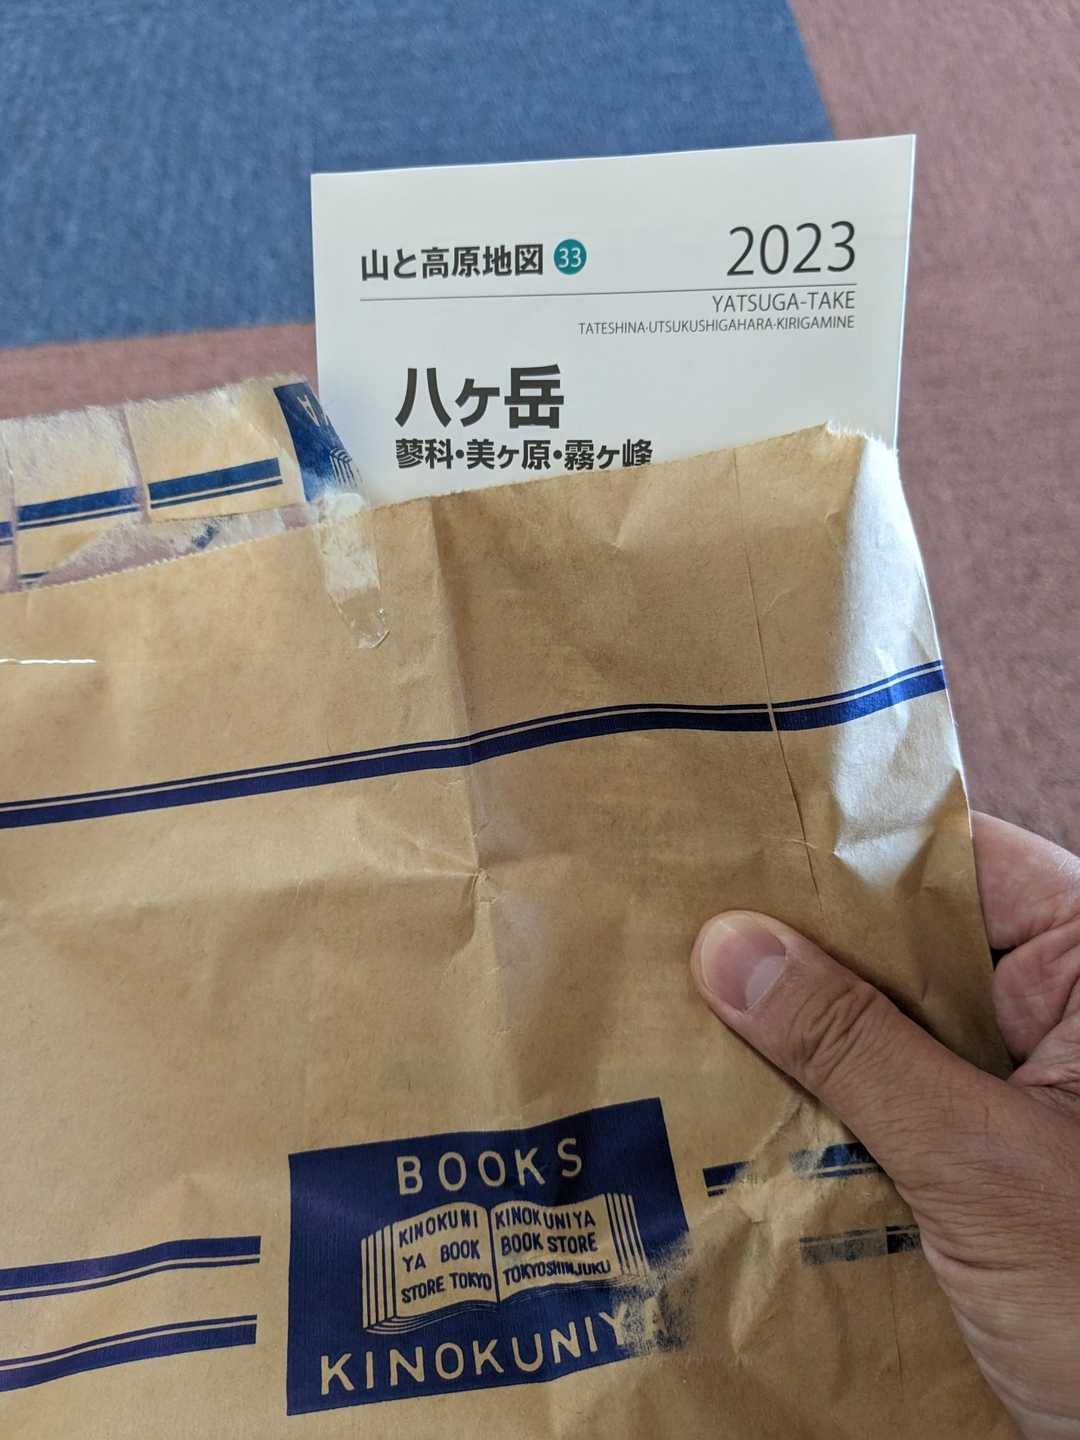 山と高原地図 33
2023
YATSUGA-TAKE
TATESHINA·UTSUKUSHIGAHARA·KIRIGAMINE
八ヶ岳
蓼科・美ヶ原・霧ヶ峰
BOOKS
KINOKUNI
YA BOOK
STORE TOKYO
KINOKUNIYA
BOOK STORE
TOKYOSHINJUKU
KINOKUNIYA